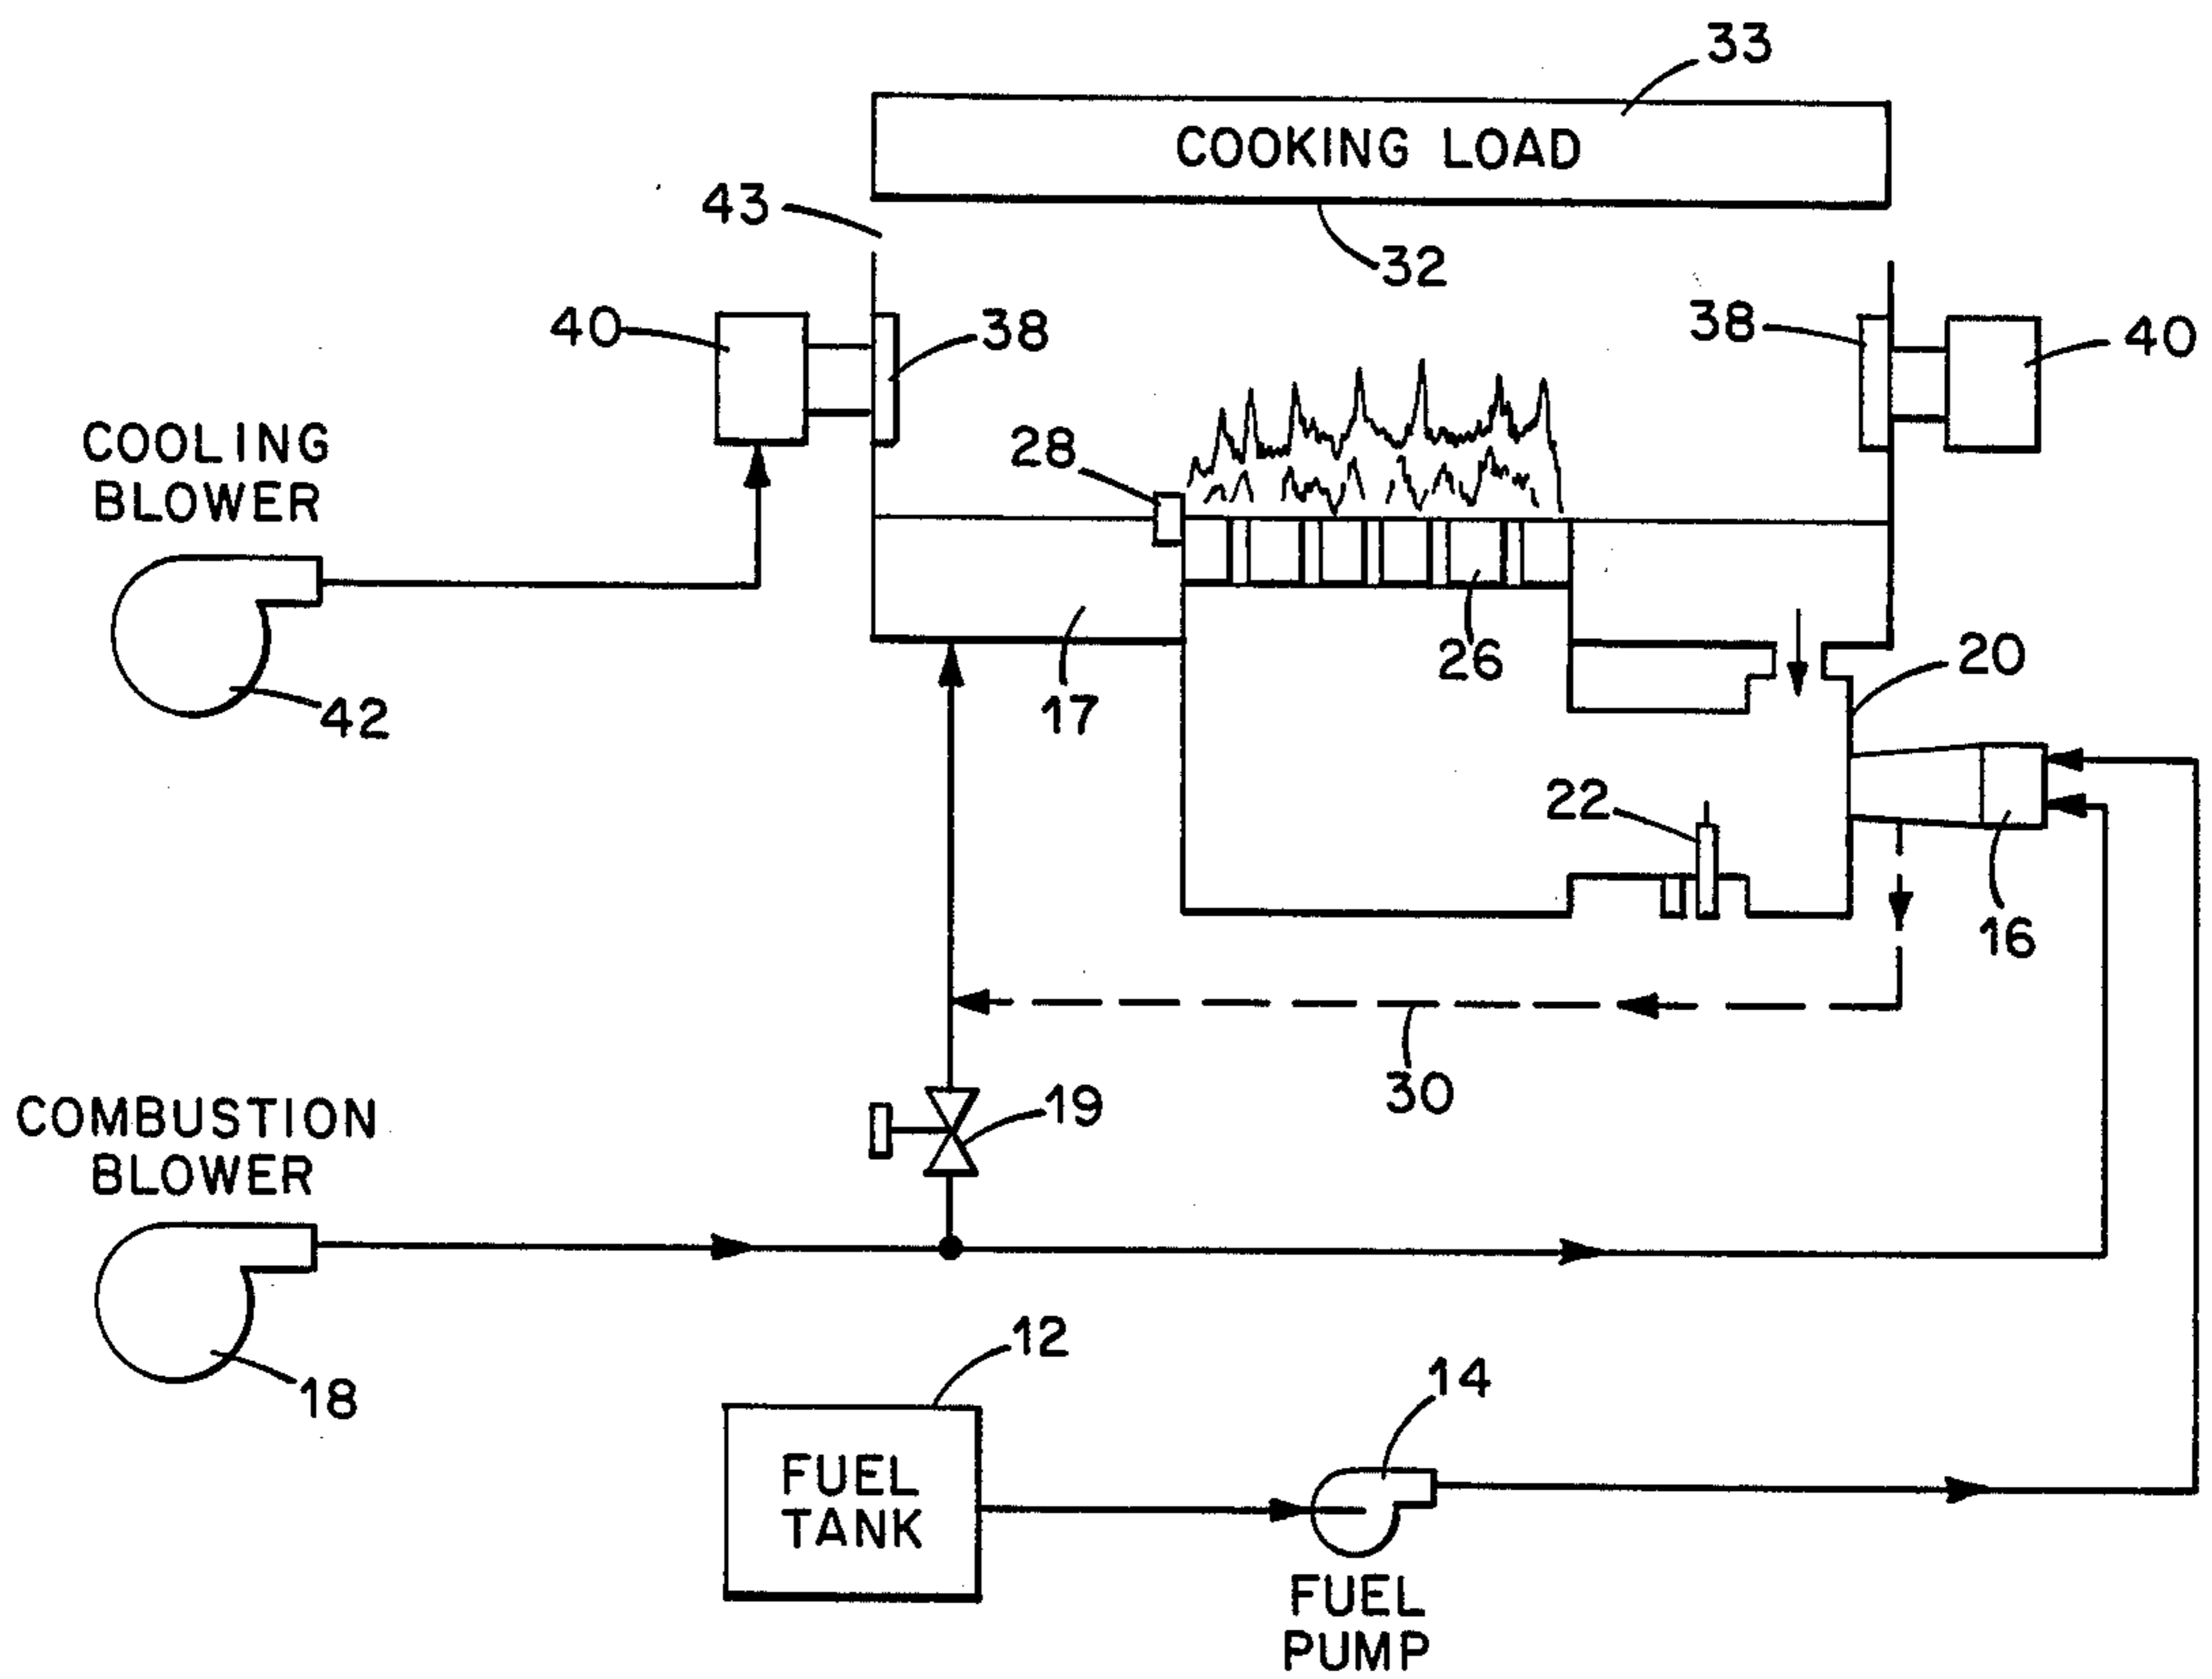 33
COOKING LOAD
43
32
40
38
38
40
COOLING
BLOWER
28
26
20
17
42
22
16
30
COMBUSTION
BLOWER
19
18
12
14
FUEL
TANK
FUEL
PUMP